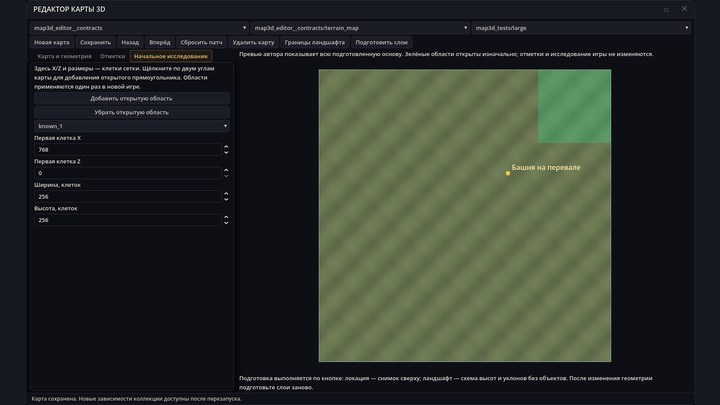 РЕДАКТОР КАРТЫ 3D
map3d_editor__contracts
map3d_editor__contracts/terrain_map
map3d_tests/large
Новая карта
Сохранить
Назад
Вперёд
Сбросить патч
Удалить карту
Границы ландшафта
Подготовить слои
Карта и геометрия
Отметки
Начальное исследование
Превью автора показывает всю подготовленную основу. Зелёные области открыты изначально; отметки и исследование игры не изменяются.
Здесь X/Z и размеры — клетки сетки. Щёлкните по двум углам
карты для добавления открытого прямоугольника. Области
применяются один раз в новой игре.
Добавить открытую область
Убрать открытую область
known_1
Первая клетка X
768
Первая клетка Z
0
Ширина, клеток
256
Высота, клеток
256
Башня на перевале
Подготовка выполняется по кнопке: локация — снимок сверху; ландшафт — схема высот и уклонов без объектов. После изменения геометрии
подготовьте слои заново.
Карта сохранена. Новые зависимости коллекции доступны после перезапуска.